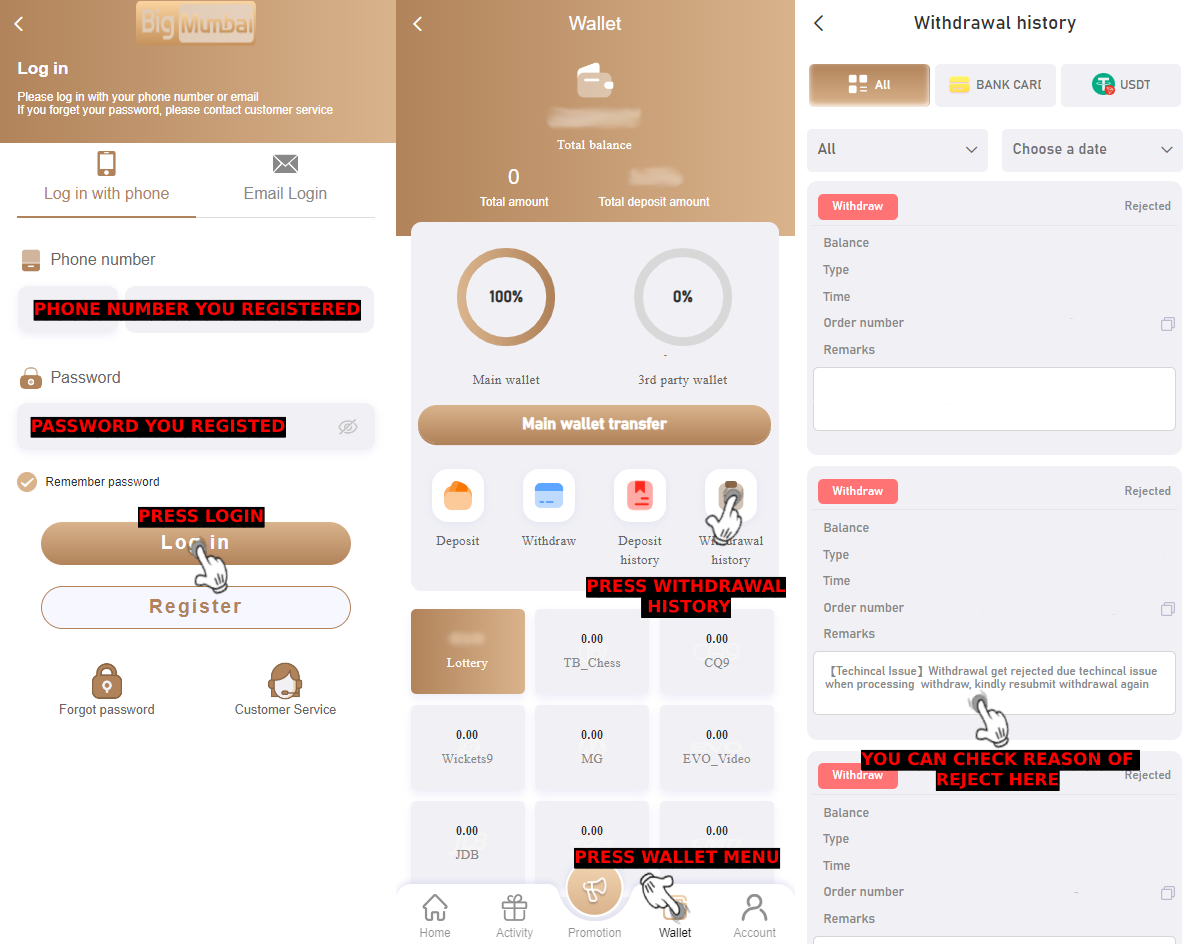 Big Mumbai
Log in
Please log in with your phone number or email
If you forget your password, please contact customer service
Log in with phone
Email Login
Phone number
PHONE NUMBER YOU REGISTERED
Password
PASSWORD YOU REGISTED
Remember password
PRESS LOGIN
Log in
Register
Forgot password
Customer Service
Wallet
Total balance
0
Total amount
Total deposit amount
100%
0%
Main wallet
3rd party wallet
Main wallet transfer
Deposit
Withdraw
Deposit
history
Withdrawal
history
PRESS WITHDRAWAL
HISTORY
Lottery
0.00
TB_Chess
0.00
CQ9
0.00
Wickets9
0.00
MG
0.00
EVO_Video
0.00
JDB
0.00
0.00
PRESS WALLET MENU
Home
Activity
Promotion
Wallet
Account
Withdrawal history
All
BANK CARD
USDT
All
Choose a date
Withdraw
Rejected
Balance
Type
Time
Order number
Remarks
Withdraw
Rejected
Balance
Type
Time
Order number
Remarks
【Techincal Issue】Withdrawal get rejected due techincal issue
when processing withdraw, kindly resubmit withdrawal again
YOU CAN CHECK REASON OF
REJECT HERE
Withdraw
Rejected
Balance
Type
Time
Order number
Remarks